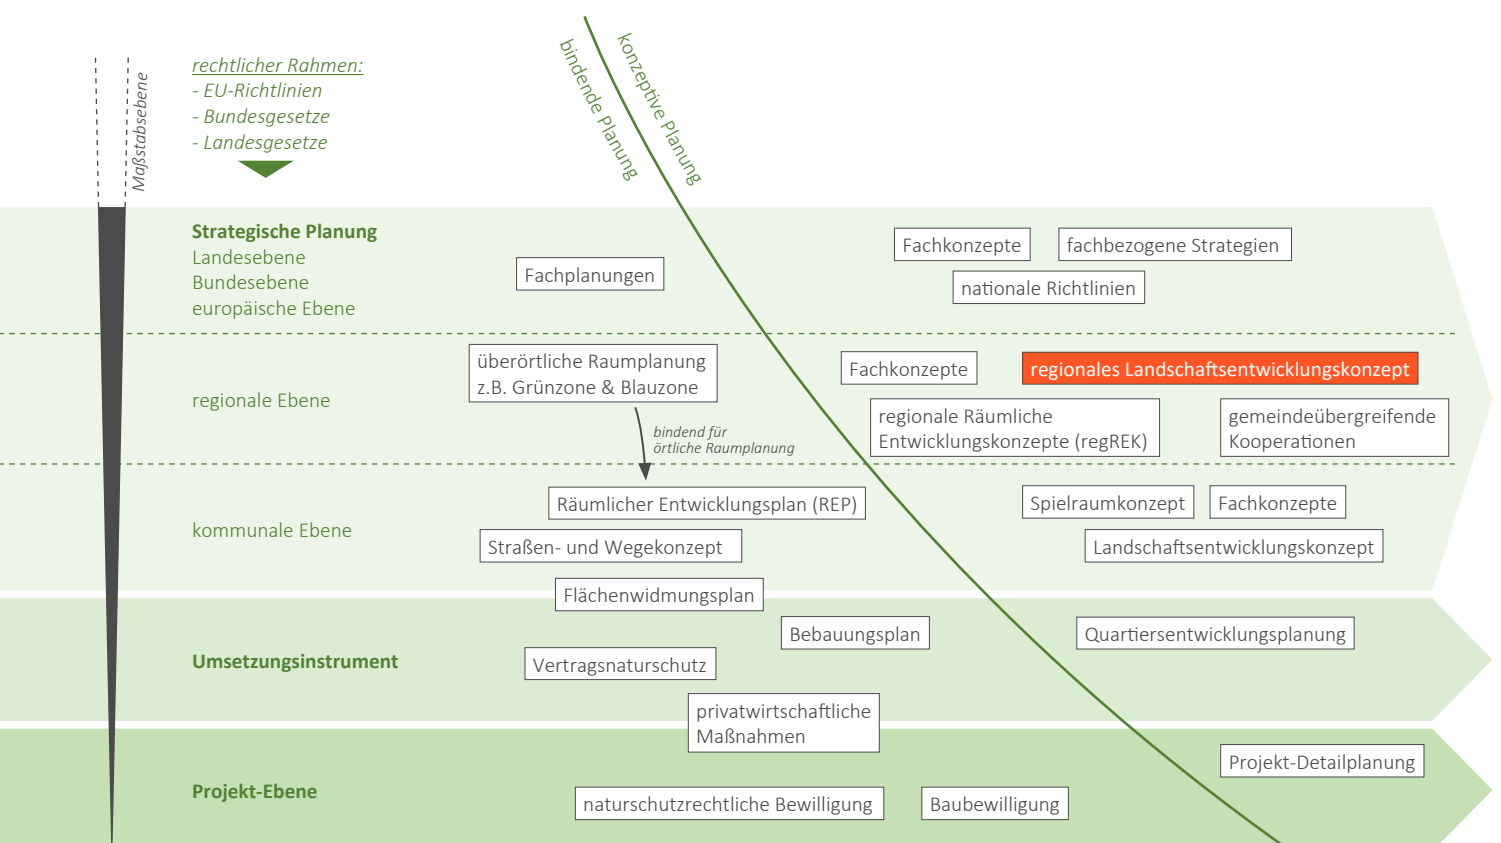 rechtlicher Rahmen:
- EU-Richtlinien
- Bundesgesetze
- Landesgesetze
Maßstabsebene
bindende Planung
konzeptive Planung
Strategische Planung
Landesebene
Bundesebene
europäische Ebene
Fachplanungen
Fachkonzepte
fachbezogene Strategien
nationale Richtlinien
regionale Ebene
überörtliche Raumplanung
z.B. Grünzone & Blauzone
bindend für
örtliche Raumplanung
Fachkonzepte
regionales Landschaftsentwicklungskonzept
regionale Räumliche
Entwicklungskonzepte (regREK)
gemeindeübergreifende
Kooperationen
kommunale Ebene
Räumlicher Entwicklungsplan (REP)
Straßen- und Wegekonzept
Spielraumkonzept
Fachkonzepte
Landschaftsentwicklungskonzept
Flächenwidmungsplan
Umsetzungsinstrument
Bebauungsplan
Vertragsnaturschutz
Quartiersentwicklungsplanung
privatwirtschaftliche
Maßnahmen
Projekt-Ebene
Projekt-Detailplanung
naturschutzrechtliche Bewilligung
Baubewilligung